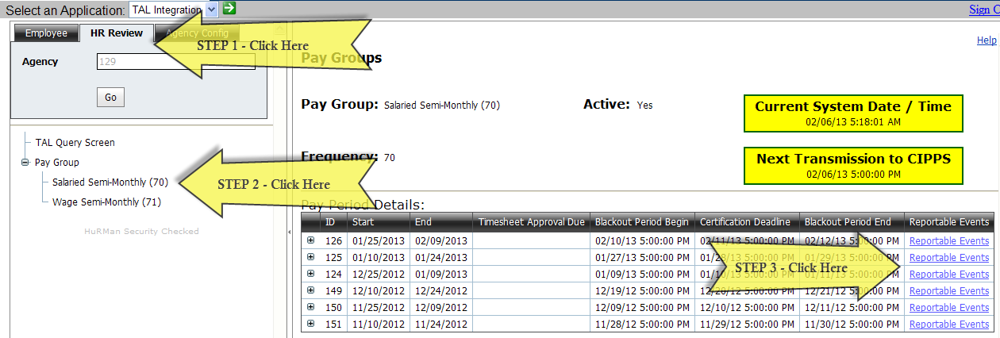 Select an Application: TAL Integration
Sign O
Employee
HR Review
Agency Config
STEP 1 - Click Here
Help
Agency
129
Go
Pay Groups
Pay Group: Salaried Semi-Monthly (70)
Active: Yes
Current System Date / Time
02/06/13 5:18:01 AM
Frequency: 70
Next Transmission to CIPPS
02/06/13 5:00:00 PM
TAL Query Screen
Pay Group
Salaried Semi-Monthly (70)
Wage Semi-Monthly (71)
STEP 2 - Click Here
HuRMan Security Checked
Pay Period Details:
ID Start End Timesheet Approval Due Blackout Period Begin Certification Deadline Blackout Period End Reportable Events
126 01/25/2013 02/09/2013 02/10/13 5:00:00 PM 02/11/13 5:00:00 PM 02/12/13 5:00:00 PM Reportable Events
125 01/10/2013 01/24/2013 01/27/13 5:00:00 PM 01/28/13 5:00:00 PM 01/29/13 5:00:00 PM Reportable Events
124 12/25/2012 01/09/2013 01/09/13 5:00:00 PM 01/10/13 5:00:00 PM 01/11/13 5:00:00 PM Reportable Events
STEP 3 - Click Here
149 12/10/2012 12/24/2012 12/19/12 5:00:00 PM 12/20/12 5:00:00 PM 12/21/12 5:00:00 PM Reportable Events
150 11/25/2012 12/09/2012 12/09/12 5:00:00 PM 12/10/12 5:00:00 PM 12/11/12 5:00:00 PM Reportable Events
151 11/10/2012 11/24/2012 11/28/12 5:00:00 PM 11/29/12 5:00:00 PM 11/30/12 5:00:00 PM Reportable Events